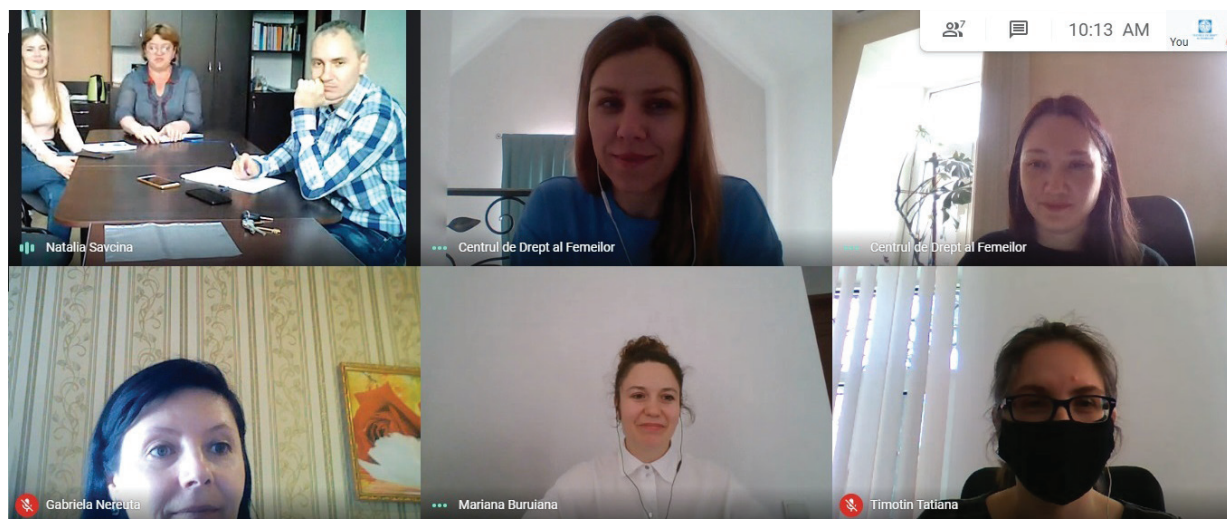 7
10:13 AM
You
Natalia Savcina
Centrul de Drept al Femeilor
Centrul de Drept al Femeilor
Gabriela Nereuta
Mariana Buruiana
Timotin Tatiana